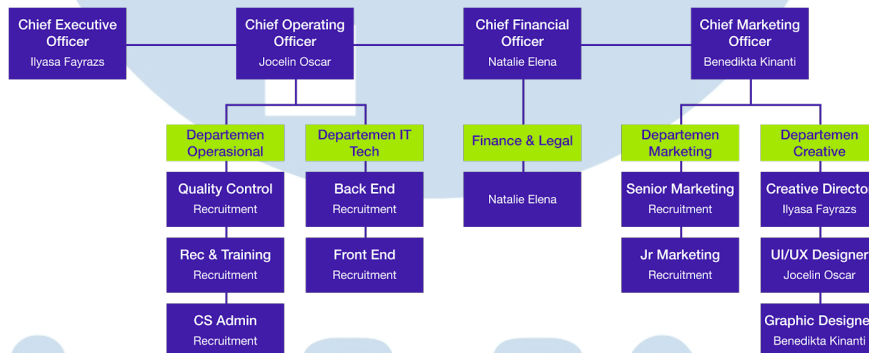 Chief Executive
Officer
Ilyasa Fayrazs
Chief Operating
Officer
Jocelin Oscar
Chief Financial
Officer
Natalie Elena
Chief Marketing
Officer
Benedikta Kinanti
Departemen
Operasional
Departemen IT
Tech
Finance & Legal
Departemen
Marketing
Departemen
Creative
Quality Control
Recruitment
Back End
Recruitment
Natalie Elena
Senior Marketing
Recruitment
Creative Directo
Ilyasa Fayrazs
Rec & Training
Recruitment
Front End
Recruitment
Jr Marketing
Recruitment
UI/UX Designer
Jocelin Oscar
CS Admin
Recruitment
Graphic Designe
Benedikta Kinanti